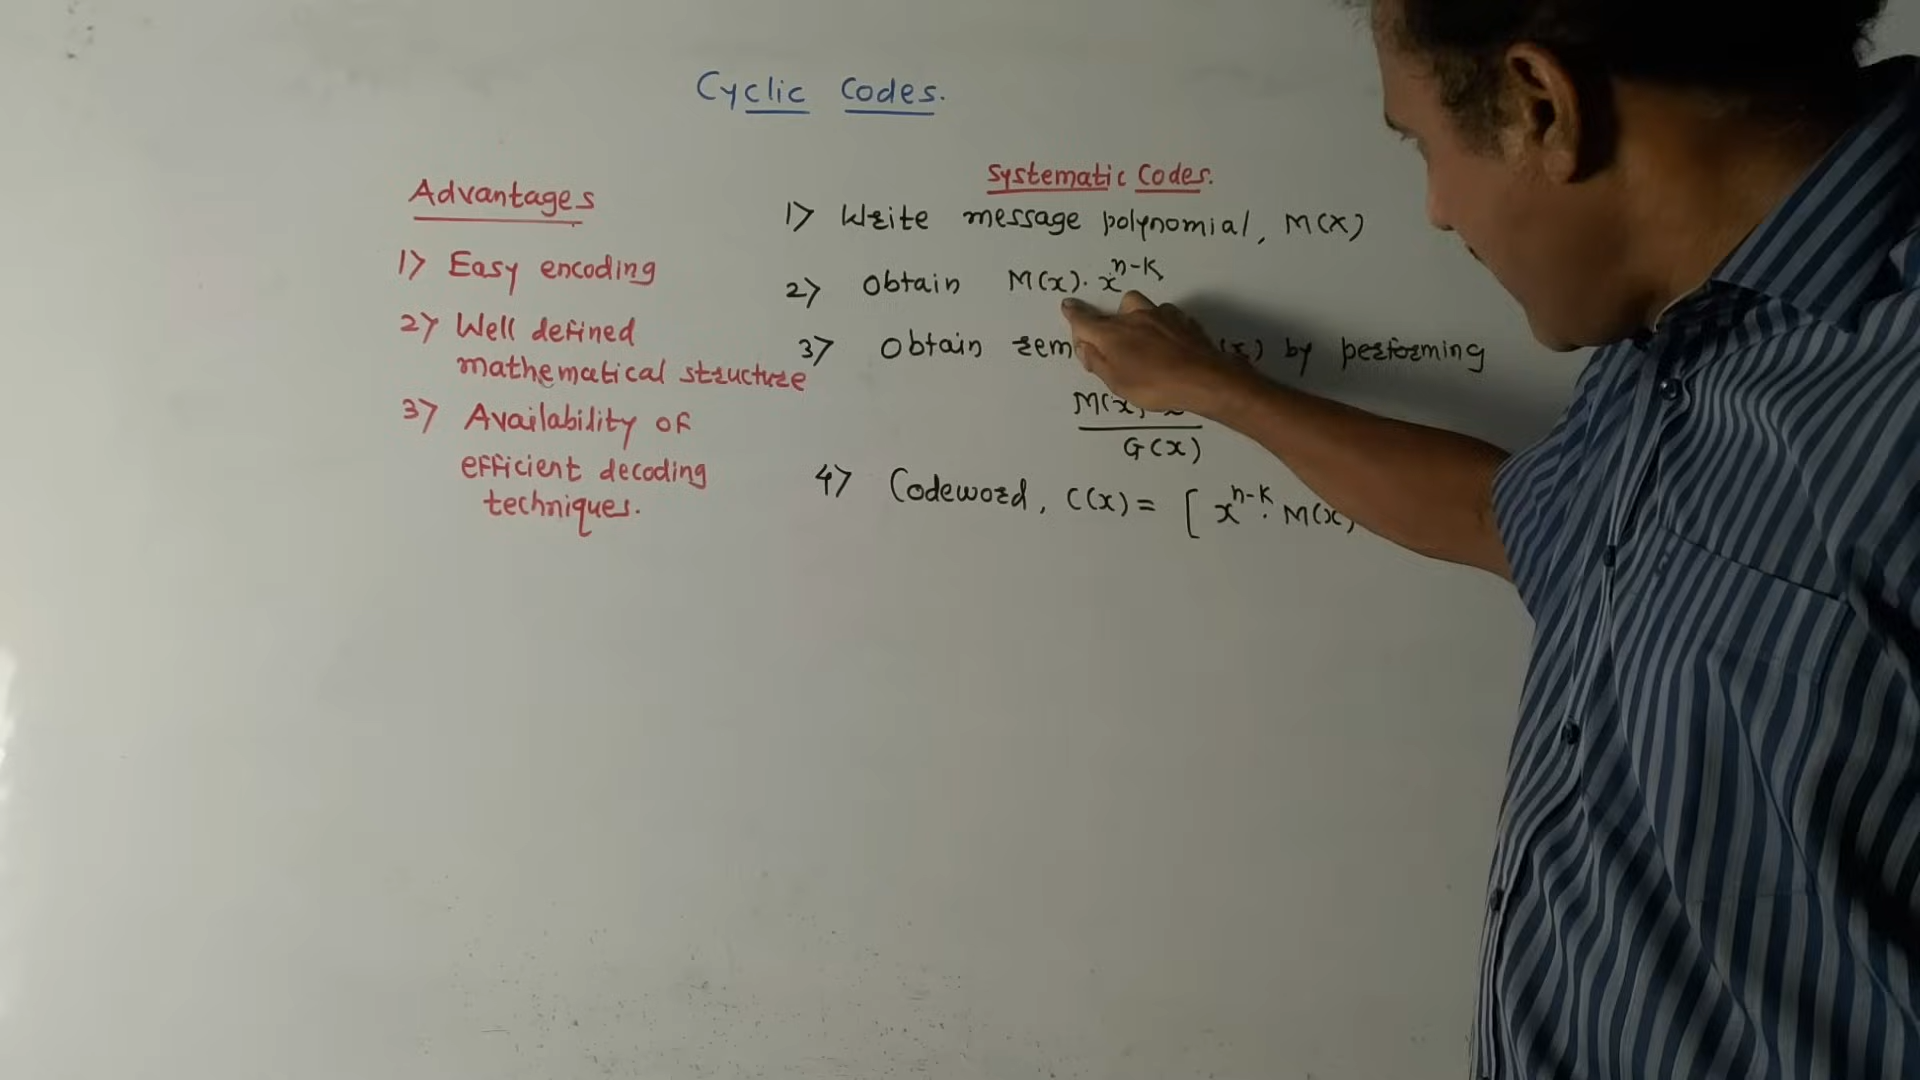 Cyclic Codes.
Advantages
1) Easy encoding
2) Well defined
mathematical structure
3) Availability of
efficient decoding
techniques.
Systematic Codes.
1) Write message polynomial, M(x)
2) Obtain M(x). x^n-k
3) Obtain by performing
M(x)
G(x)
4) Codeword, C(x) = [ x^n-k. M(x)